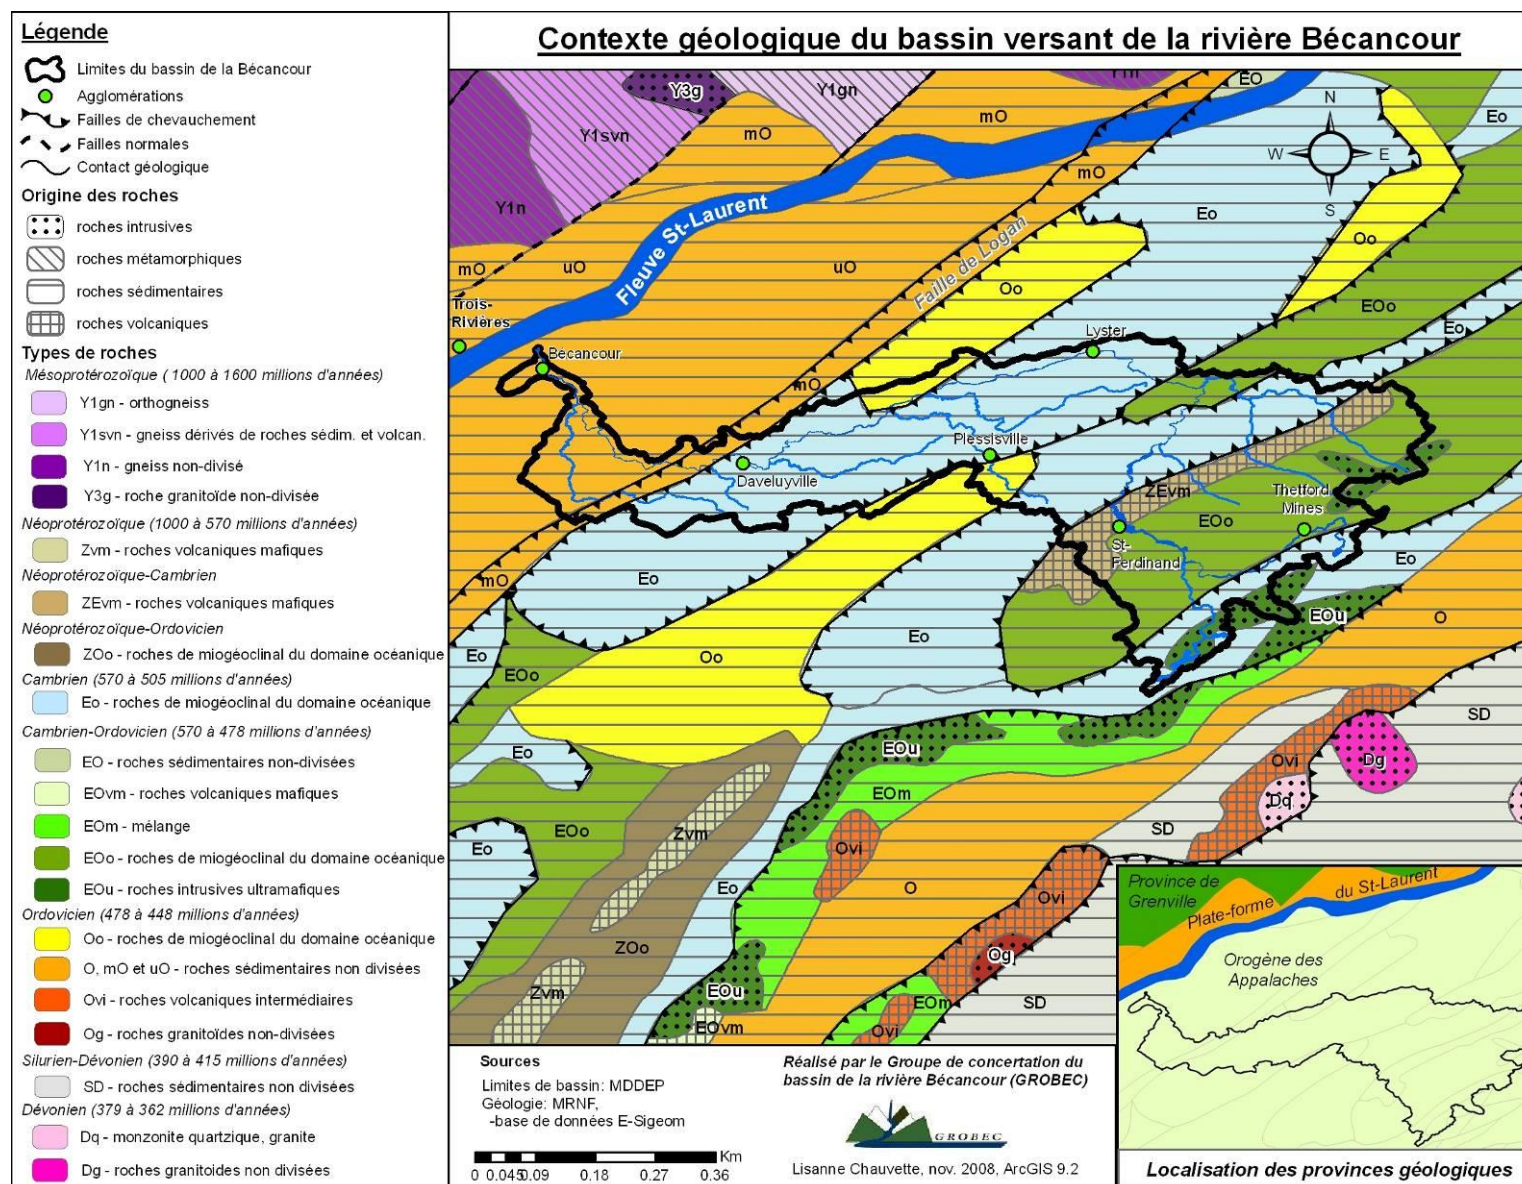 Légende
Limites du bassin de la Bécancour
Agglomérations
Failles de chevauchement
Failles normales
Contact géologique
Origine des roches
roches intrusives
roches métamorphiques
roches sédimentaires
roches volcaniques
Types de roches
Mésoprotérozoïque ( 1000 à 1600 millions d'années)
Y1gn - orthogneiss
Y1svn - gneiss dérivés de roches sédim. et volcan.
Y1n - gneiss non-divisé
Y3g - roche granitoïde non-divisée
Néoprotérozoïque (1000 à 570 millions d'années)
Zvm - roches volcaniques mafiques
Néoprotérozoïque-Cambrien
ZEvm - roches volcaniques mafiques
Néoprotérozoïque-Ordovicien
ZOo - roches de miogéoclinal du domaine océanique
Cambrien (570 à 505 millions d'années)
Eo - roches de miogéoclinal du domaine océanique
Cambrien-Ordovicien (570 à 478 millions d'années)
EO - roches sédimentaires non-divisées
EOvm - roches volcaniques mafiques
EOm - mélange
EOo - roches de miogéoclinal du domaine océanique
EOu - roches intrusives ultramafiques
Ordovicien (478 à 448 millions d'années)
Oo - roches de miogéoclinal du domaine océanique
O, mO et uO - roches sédimentaires non divisées
Ovi - roches volcaniques intermédiaires
Og - roches granitoïdes non-divisées
Silurien-Dévonien (390 à 415 millions d'années)
SD - roches sédimentaires non divisées
Dévonien (379 à 362 millions d'années)
Dq - monzonite quartzique, granite
Dg - roches granitoides non divisées
Contexte géologique du bassin versant de la rivière Bécancour
Y3g
Y1gn
Y1n
EO
mO
mO
Y1svn
N
Eo
W
E
S
mO
Y1n
Eo
Fleuve St-Laurent
Faille de Logan
Oo
mO
uO
uO
Oo
EOo
Trois-
Rivières
Eo
Lyster
Bécancour
mO
Plessisville
Daveluyville
ZEvm
Thetford
Mines
EOo
St-
Ferdinand
mO
Eo
Eo
EOu
O
Eo
Eo
EOo
Oo
SD
Eo
EOu
Ovi
Dg
EOm
Dq
EOo
Zvm
SD
Eo
Ovi
Eo
O
Ovi
ZOo
Og
Zvm
EOu
EOm
SD
EOvm
Ovi
Province de
Grenville
Plate-forme
du St-Laurent
Orogène des
Appalaches
Localisation des provinces géologiques
Sources
Limites de bassin: MDDEP
Géologie: MRNF,
-base de données E-Sigeom
Km
0 0.045 0.09 0.18 0.27 0.36
Réalisé par le Groupe de concertation du
bassin de la rivière Bécancour (GROBEC)
GROBEC
Lisanne Chauvette, nov. 2008, ArcGIS 9.2